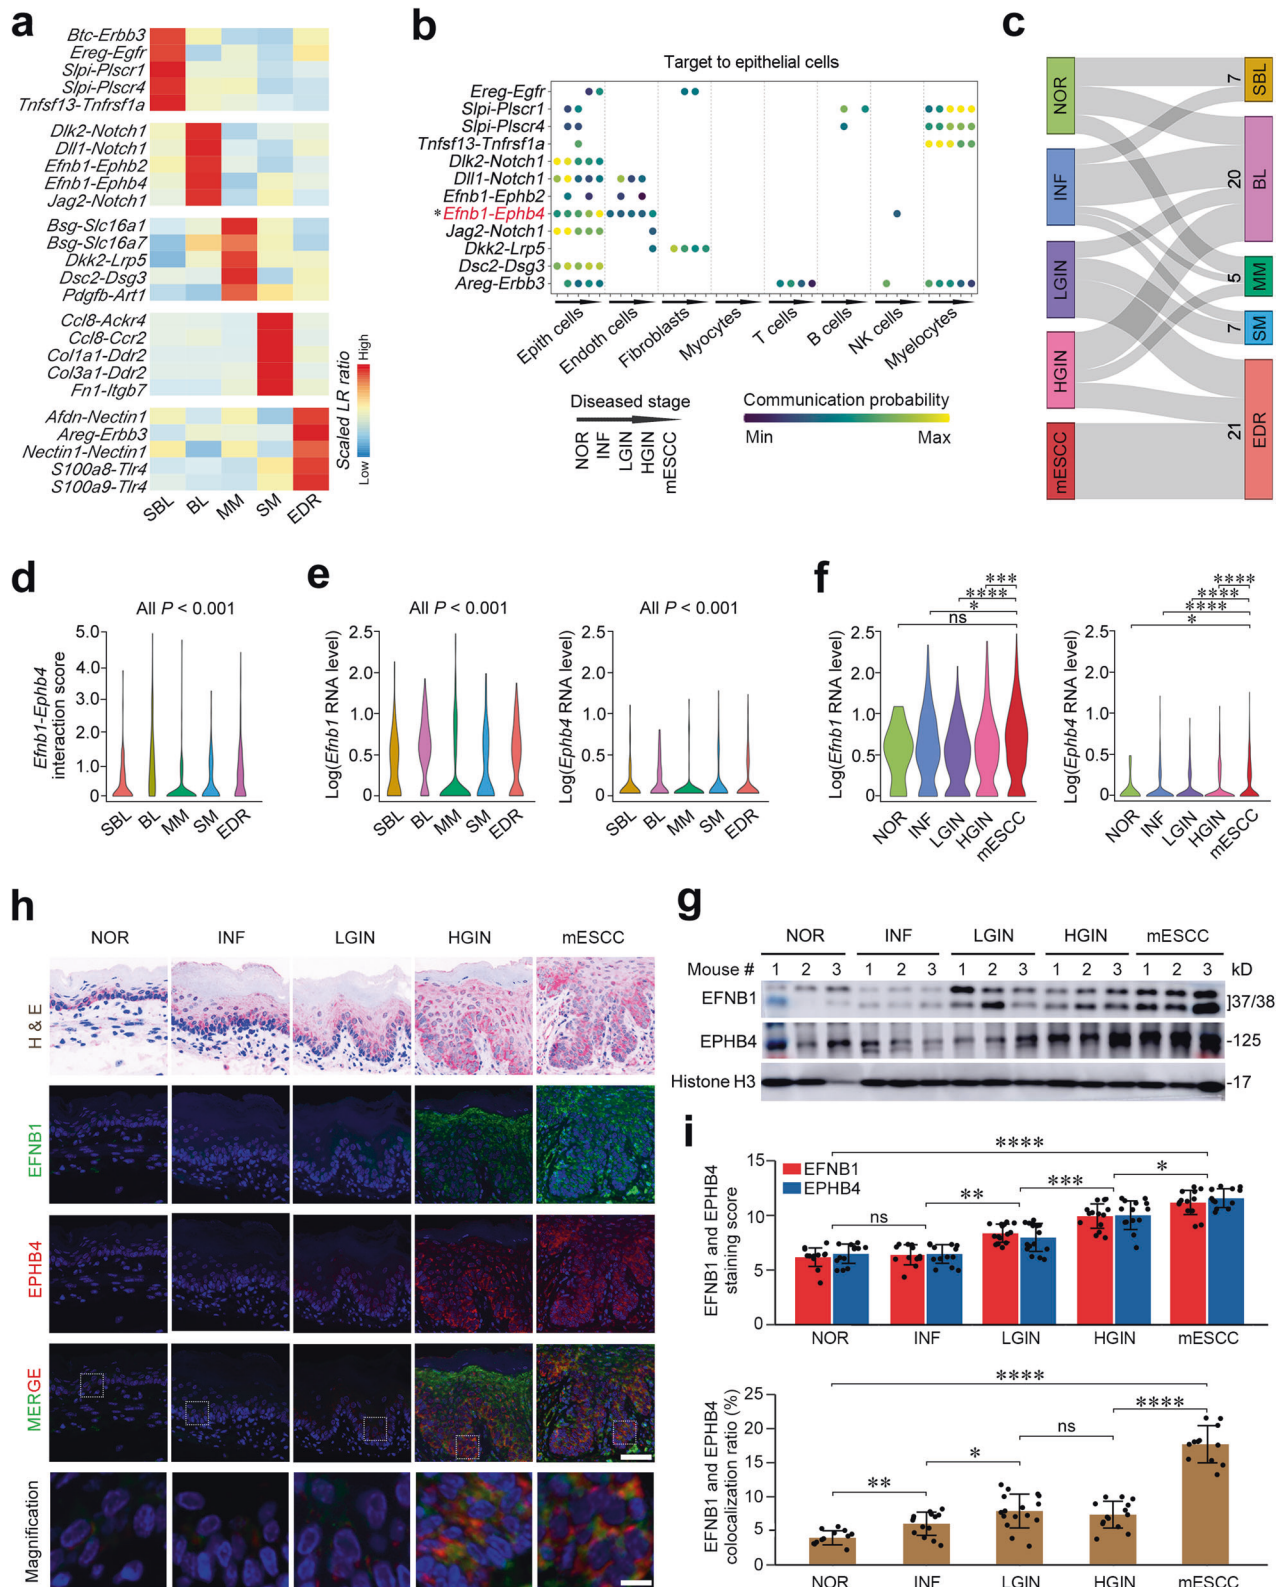 a
Btc-Erbb3
Ereg-Egfr
Slpi-Plscr1
Slpi-Plscr4
Tnfsf13-Tnfrsf1a
Dlk2-Notch1
Dll1-Notch1
Efnb1-Ephb2
Efnb1-Ephb4
Jag2-Notch1
Bsg-Slc16a1
Bsg-Slc16a7
Dkk2-Lrp5
Dsc2-Dsg3
Pdgfb-Art1
Ccl8-Ackr4
Ccl8-Ccr2
Col1a1-Ddr2
Col3a1-Ddr2
Fn1-Itgb7
Afdn-Nectin1
Areg-Erbb3
Nectin1-Nectin1
S100a8-Tlr4
S100a9-Tlr4
SBL BL MM SM EDR
High
Scaled LR ratio
Low
b
Target to epithelial cells
Ereg-Egfr
Slpi-Plscr1
Slpi-Plscr4
Tnfsf13-Tnfrsf1a
Dlk2-Notch1
Dll1-Notch1
Efnb1-Ephb2
*Efnb1-Ephb4
Jag2-Notch1
Dkk2-Lrp5
Dsc2-Dsg3
Areg-Erbb3
Epith cells Endoth cells Fibroblasts Myocytes T cells B cells NK cells Myelocytes
Diseased stage
NOR INF LGIN HGIN mESCC
Communication probability
Min Max
c
NOR
INF
LGIN
HGIN
mESCC
7 SBL
20 BL
5 MM
7 SM
21 EDR
d
All P < 0.001
Efnb1-Ephb4
interaction score
5.0
4.0
3.0
2.0
1.0
0
SBL BL MM SM EDR
e
All P < 0.001
Log(Efnb1 RNA level)
2.5
2.0
1.0
0.5
0
SBL BL MM SM EDR
All P < 0.001
Log(Ephb4 RNA level)
2.5
2.0
1.0
0.5
0
SBL BL MM SM EDR
f
***
****
*
ns
Log(Efnb1 RNA level)
2.5
2.0
1.0
0.5
0
NOR INF LGIN HGIN mESCC
****
****
****
*
Log(Ephb4 RNA level)
2.5
2.0
1.0
0.5
0
NOR INF LGIN HGIN mESCC
h
NOR INF LGIN HGIN mESCC
H & E
EFNB1
EPHB4
MERGE
Magnification
g
NOR INF LGIN HGIN mESCC
Mouse # 1 2 3 1 2 3 1 2 3 1 2 3 1 2 3 kD
EFNB1 ]37/38
EPHB4 -125
Histone H3 -17
i
****
EFNB1
EPHB4
ns ** *** *
EFNB1 and EPHB4
staining score
15
10
5
0
NOR INF LGIN HGIN mESCC
****
** * ns ****
EFNB1 and EPHB4
colocalization ratio (%)
25
20
15
10
5
0
NOR INF LGIN HGIN mESCC